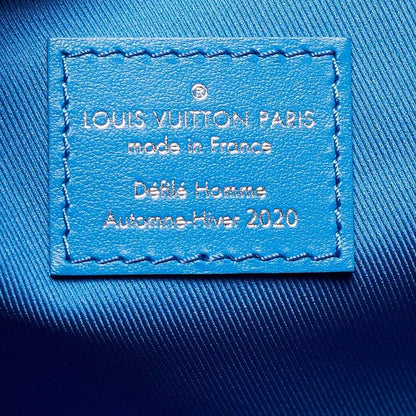 ®
LOUIS VUITTON PARIS
made in France
Défilé Homme
Automne-Hiver 2020